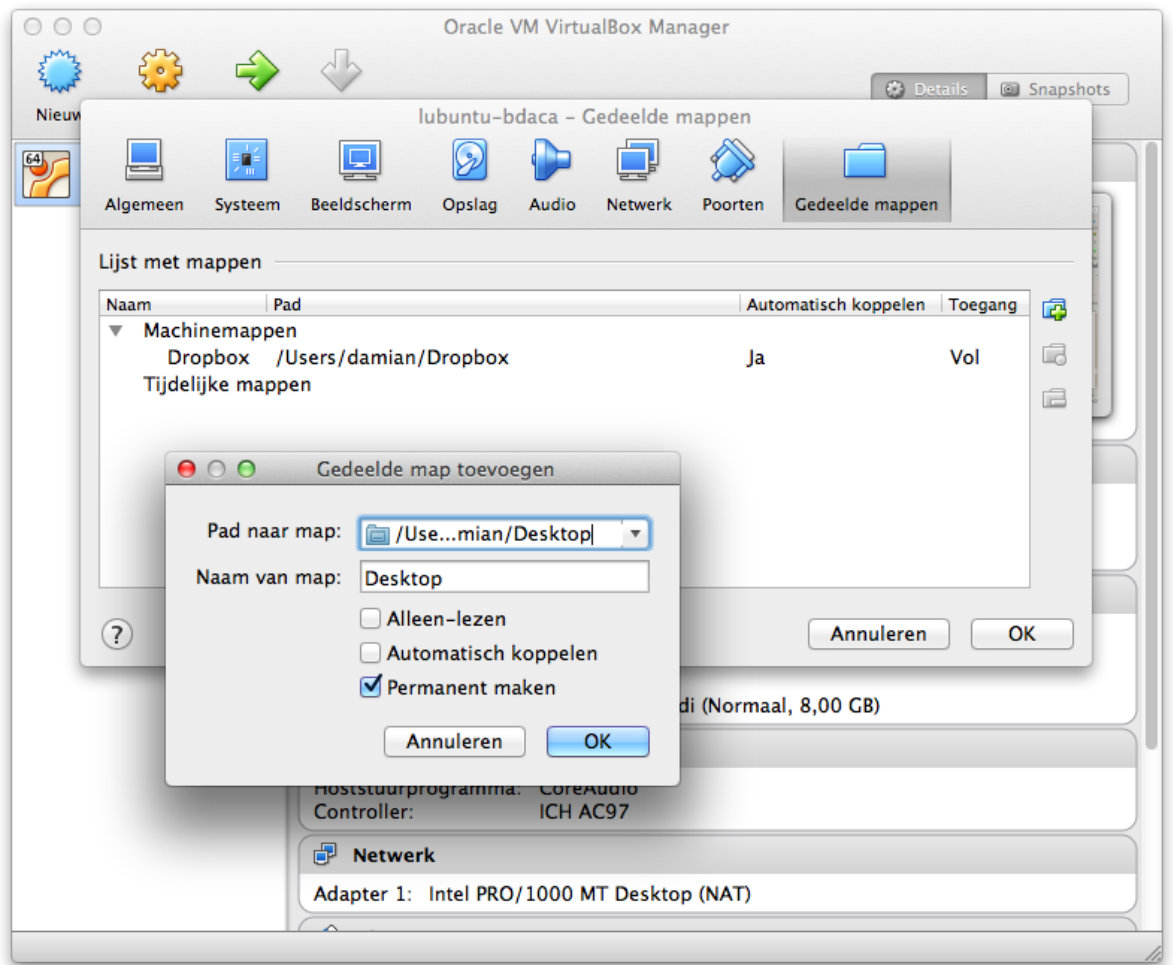 Oracle VM VirtualBox Manager
Nieuw
Details Snapshots
lubuntu-bdaca – Gedeelde mappen
64
Algemeen Systeem Beeldscherm Opslag Audio Netwerk Poorten Gedeelde mappen
Lijst met mappen
Naam Pad Automatisch koppelen Toegang
Machinemappen
Dropbox /Users/damian/Dropbox Ja Vol
Tijdelijke mappen
Gedeelde map toevoegen
Pad naar map: /Use...mian/Desktop
Naam van map: Desktop
Alleen-lezen
Automatisch koppelen
Permanent maken
Annuleren OK
? Annuleren OK
di (Normaal, 8,00 GB)
Hoststuurprogramma: CoreAudio
Controller: ICH AC97
Netwerk
Adapter 1: Intel PRO/1000 MT Desktop (NAT)